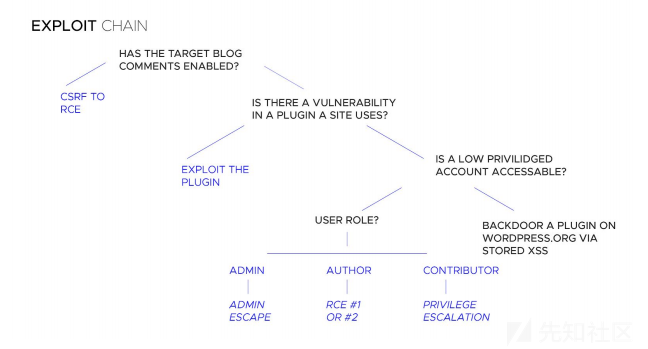 EXPLOIT CHAIN
HAS THE TARGET BLOG
COMMENTS ENABLED?
CSRF TO
RCE
IS THERE A VULNERABILITY
IN A PLUGIN A SITE USES?
EXPLOIT THE
PLUGIN
IS A LOW PRIVILIDGED
ACCOUNT ACCESSABLE?
USER ROLE?
BACKDOOR A PLUGIN ON
WORDPRESS.ORG VIA
STORED XSS
ADMIN
AUTHOR
CONTRIBUTOR
ADMIN
ESCAPE
RCE #1
OR #2
PRIVILEGE
ESCALATION
先知社区